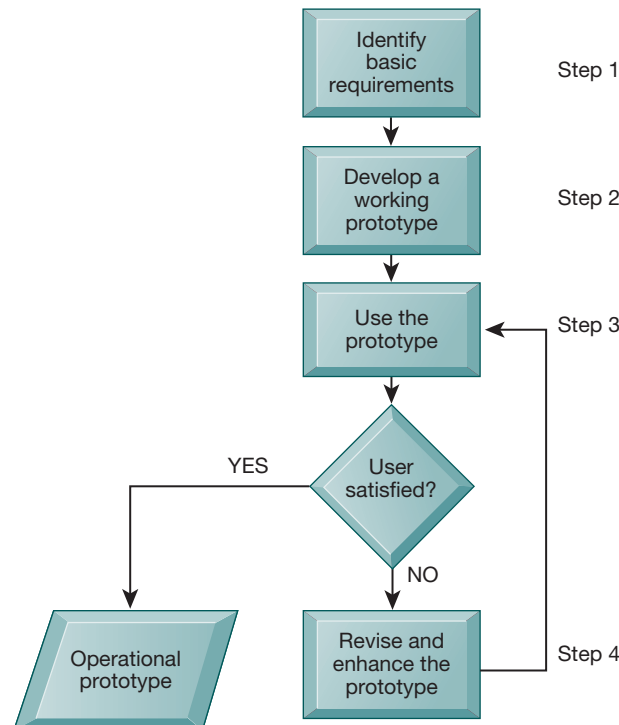 Identify
basic
requirements
Step 1
Develop a
working
prototype
Step 2
Use the
prototype
Step 3
User
satisfied?
YES
NO
Operational
prototype
Revise and
enhance the
prototype
Step 4